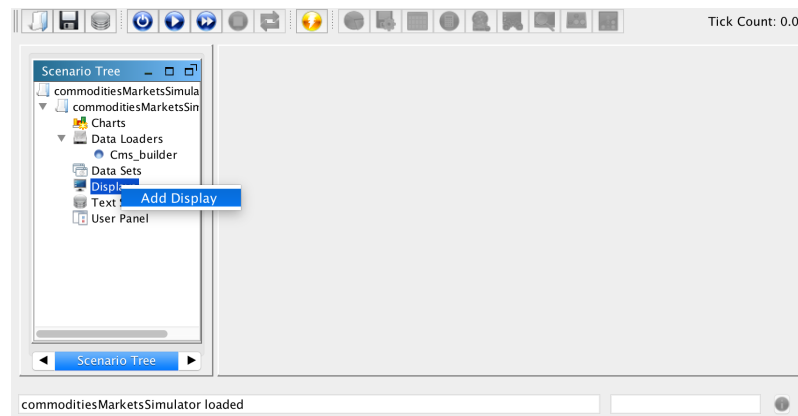 Tick Count: 0.0
Scenario Tree
commoditiesMarketsSimula
commoditiesMarketsSim
Charts
Data Loaders
Cms_builder
Data Sets
Displa
Add Display
Text
User Panel
Scenario Tree
commoditiesMarketsSimulator loaded